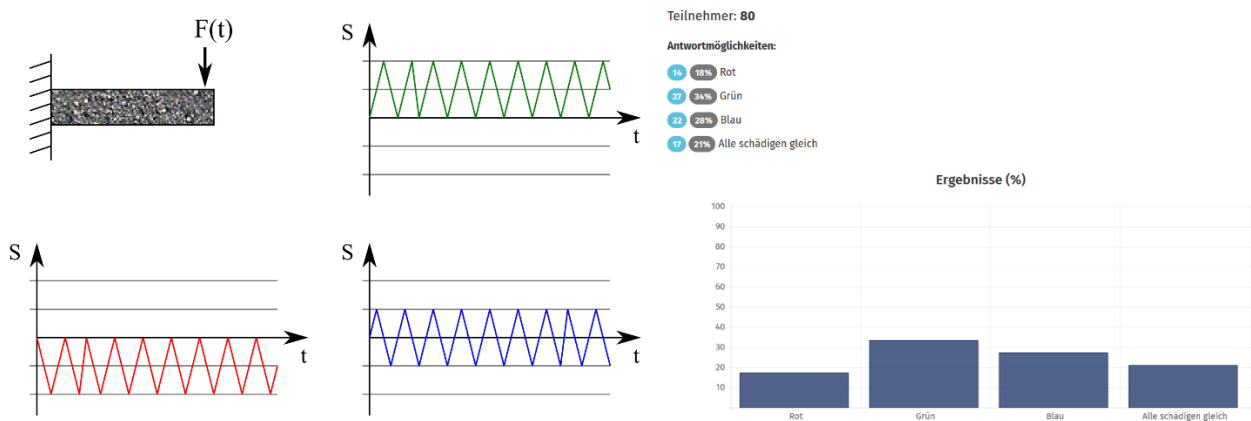 F(t)
S
t
S
t
S
t
Teilnehmer: 80
Antwortmöglichkeiten:
14 18% Rot
27 34% Grün
22 28% Blau
17 21% Alle schädigen gleich
Ergebnisse (%)
100
90
80
70
60
50
40
30
20
10
Rot Grün Blau Alle schädigen gleich